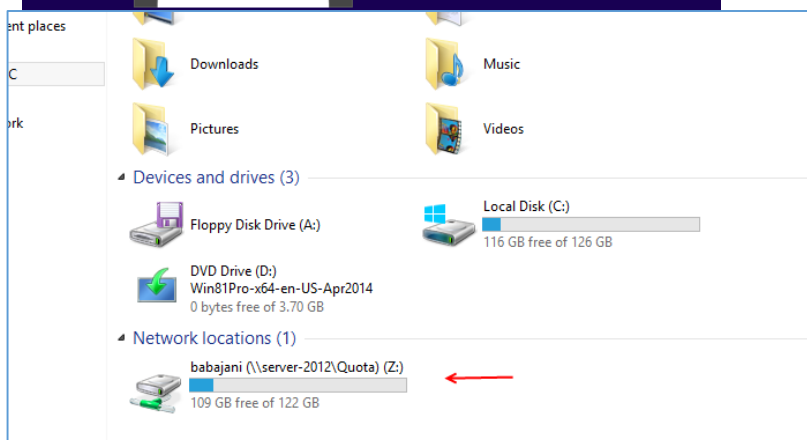 ent places
Downloads
Music
C
ork
Pictures
Videos
Devices and drives (3)
Floppy Disk Drive (A:)
Local Disk (C:)
116 GB free of 126 GB
DVD Drive (D:)
Win81Pro-x64-en-US-Apr2014
0 bytes free of 3.70 GB
Network locations (1)
babajani (\\server-2012\Quota) (Z:)
109 GB free of 122 GB